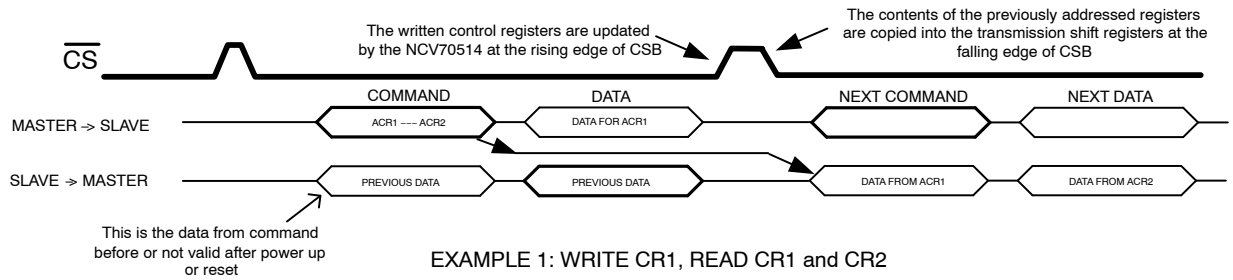 The written control registers are updated
by the NCV70514 at the rising edge of CSB
The contents of the previously addressed registers
are copied into the transmission shift registers at the
falling edge of CSB
CS
COMMAND
DATA
NEXT COMMAND
NEXT DATA
MASTER −> SLAVE
ACR1 −−− ACR2
DATA FOR ACR1
SLAVE −> MASTER
PREVIOUS DATA
PREVIOUS DATA
DATA FROM ACR1
DATA FROM ACR2
This is the data from command
before or not valid after power up
or reset
EXAMPLE 1: WRITE CR1, READ CR1 and CR2